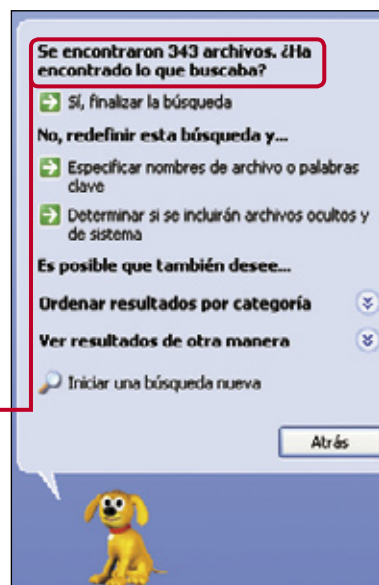 Se encontraron 343 archivos. ¿Ha
encontrado lo que buscaba?
Sí, finalizar la búsqueda
No, redefinir esta búsqueda y...
Especificar nombres de archivo o palabras
clave
Determinar si se incluirán archivos ocultos y
de sistema
Es posible que también desee...
Ordenar resultados por categoría
Ver resultados de otra manera
Iniciar una búsqueda nueva
Atrás